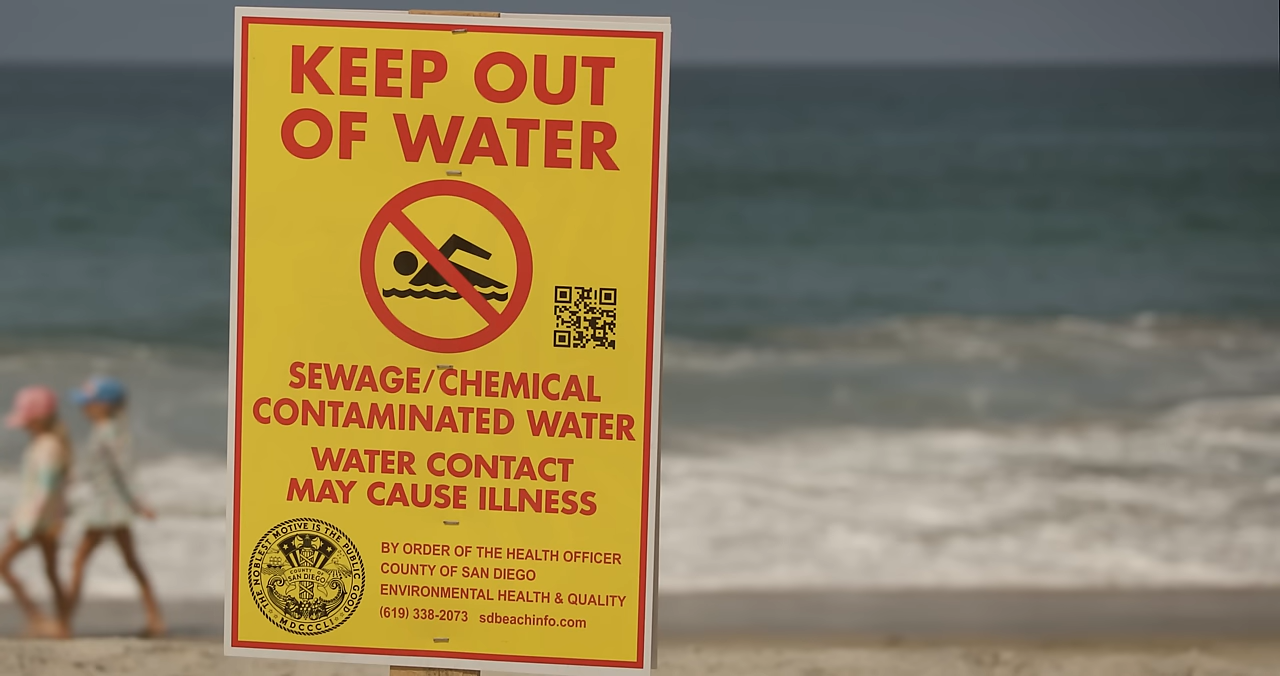 KEEP OUT
OF WATER
SEWAGE/CHEMICAL
CONTAMINATED WATER
WATER CONTACT
MAY CAUSE ILLNESS
THE NOBLEST MOTIVE IS THE PUBLIC GOOD
COUNTY OF
SAN DIEGO
MDCCCLI
BY ORDER OF THE HEALTH OFFICER
COUNTY OF SAN DIEGO
ENVIRONMENTAL HEALTH & QUALITY
(619) 338-2073 sdbeachinfo.com